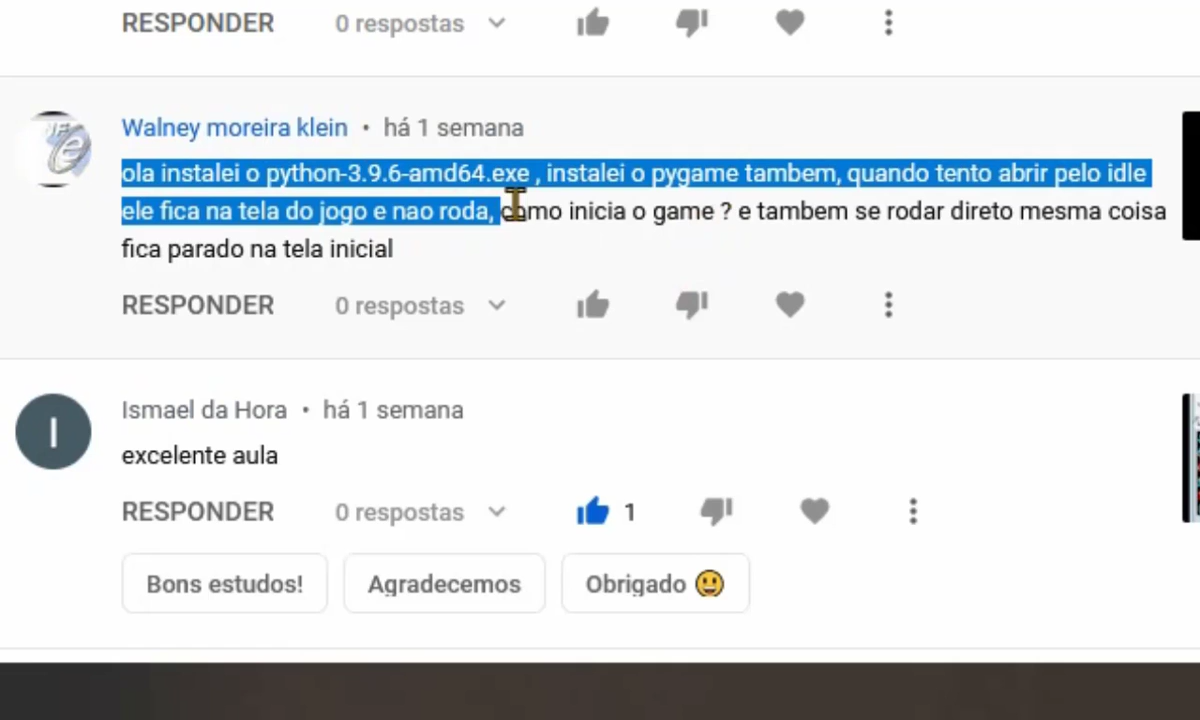 RESPONDER 0 respostas
Walney moreira klein • há 1 semana
ola instalei o python-3.9.6-amd64.exe , instalei o pygame tambem, quando tento abrir pelo idle
ele fica na tela do jogo e nao roda, como inicia o game ? e tambem se rodar direto mesma coisa
fica parado na tela inicial
RESPONDER 0 respostas
I
Ismael da Hora • há 1 semana
excelente aula
RESPONDER 0 respostas 1
Bons estudos! Agradecemos Obrigado 😃